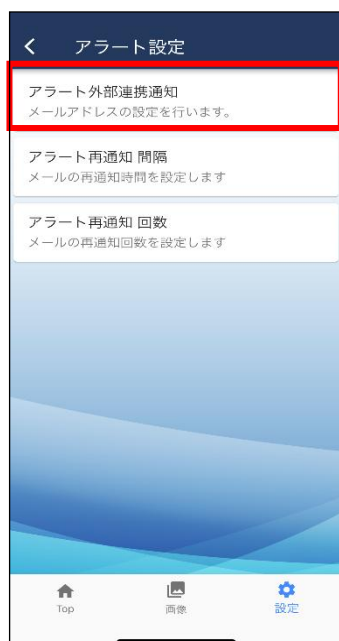 アラート設定
アラート外部連携通知
メールアドレスの設定を行います。
アラート再通知 間隔
メールの再通知時間を設定します
アラート再通知 回数
メールの再通知回数を設定します
Top
画像
設定